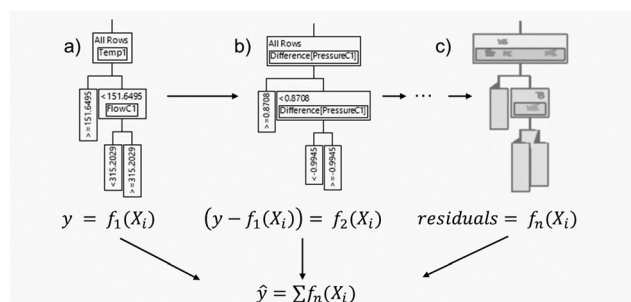 a)
All Rows
Temp1
>=151.6495
<151.6495
FlowC1
<315.2029
>=315.2029
b)
All Rows
Difference[PressureC1]
>=0.8708
<0.8708
Difference[PressureC1]
<-0.9945
>=-0.9945
...
c)
y = f₁(Xᵢ)
(y − f₁(Xᵢ)) = f₂(Xᵢ)
residuals = fₙ(Xᵢ)
ŷ = ∑fₙ(Xᵢ)